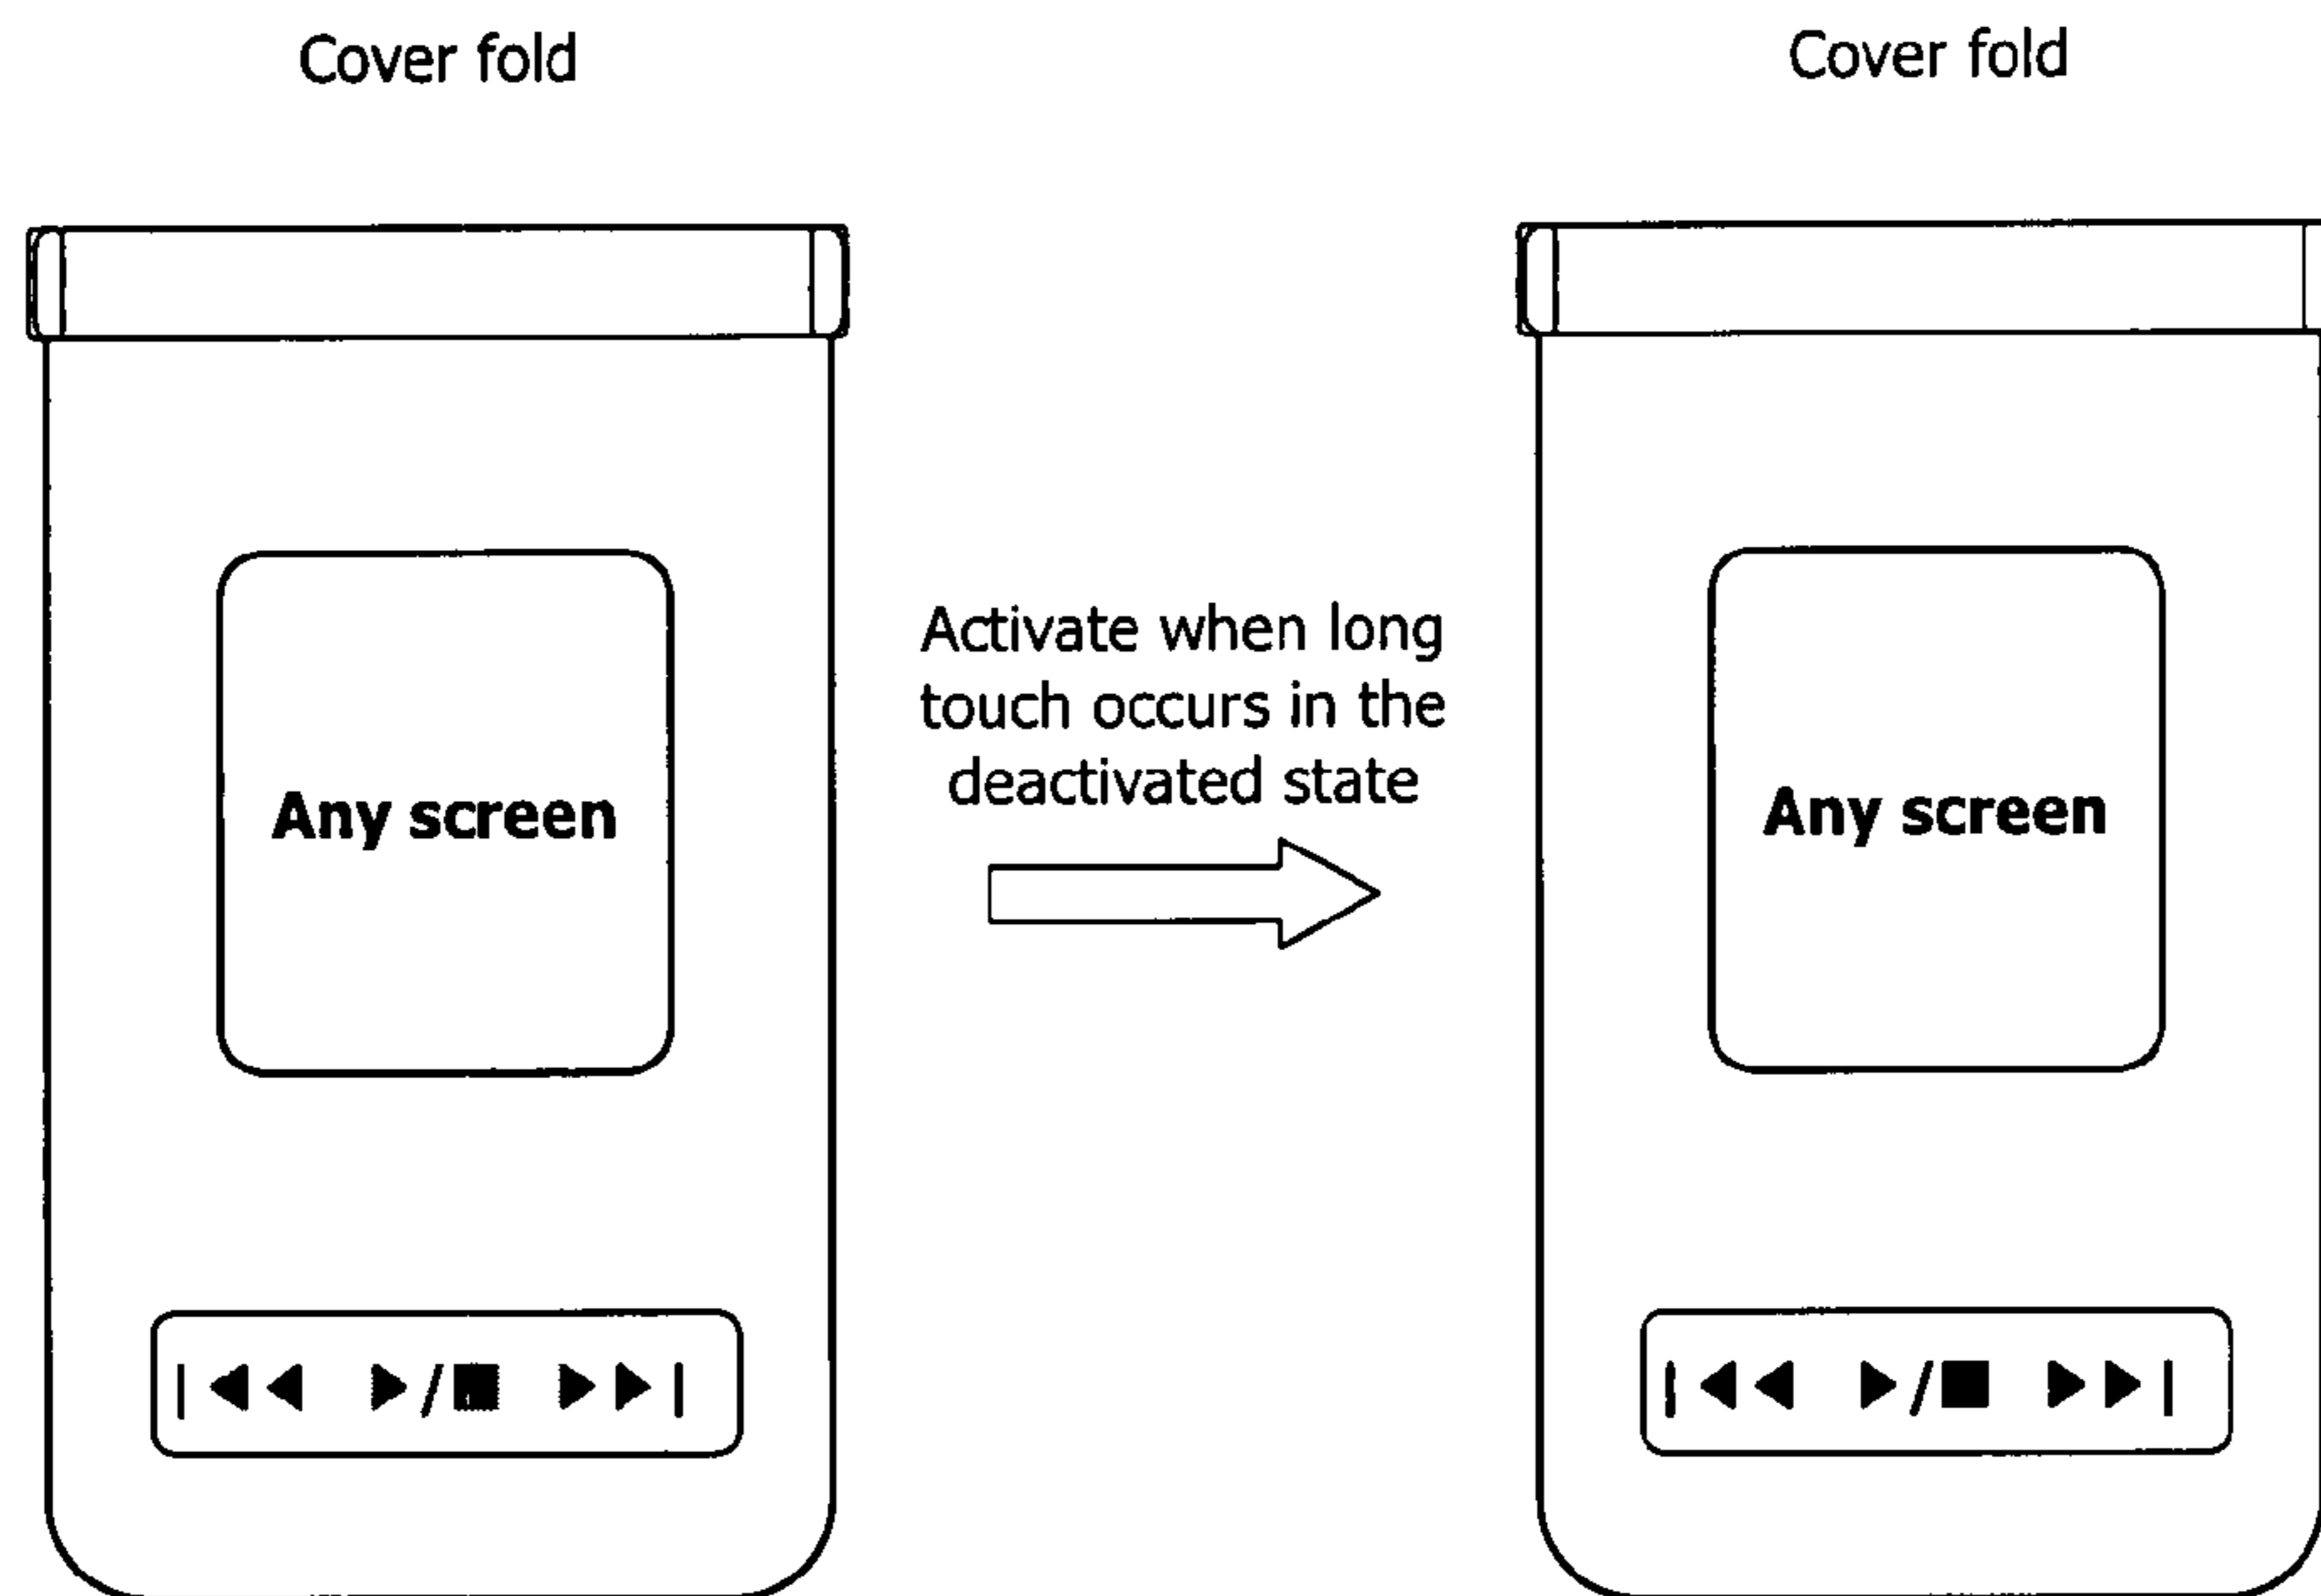 Cover fold
Cover fold
Activate when long
touch occurs in the
deactivated state
Any screen
Any screen